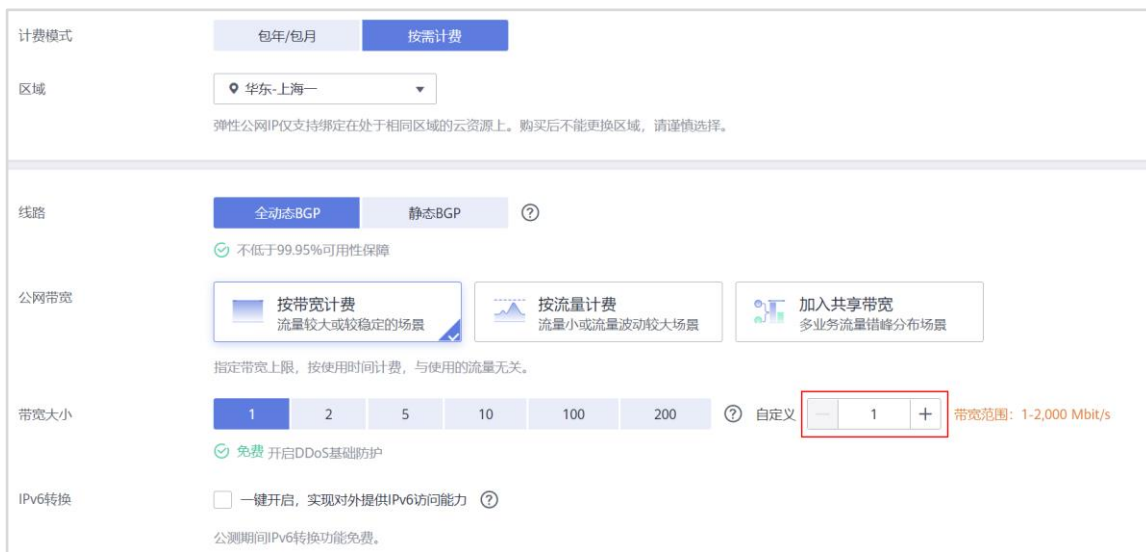 计费模式 包年/包月 按需计费
区域 华东-上海一
弹性公网IP仅支持绑定在处于相同区域的云资源上。购买后不能更换区域，请谨慎选择。
线路 全动态BGP 静态BGP ?
不低于99.95%可用性保障
公网带宽 按带宽计费 按流量计费 加入共享带宽
流量较大或较稳定的场景 流量小或流量波动较大场景 多业务流量错峰分布场景
指定带宽上限，按使用时间计费，与使用的流量无关。
带宽大小 1 2 5 10 100 200 ? 自定义 − 1 + 带宽范围：1-2,000 Mbit/s
免费 开启DDoS基础防护
IPv6转换 一键开启，实现对外提供IPv6访问能力 ?
公测期间IPv6转换功能免费。